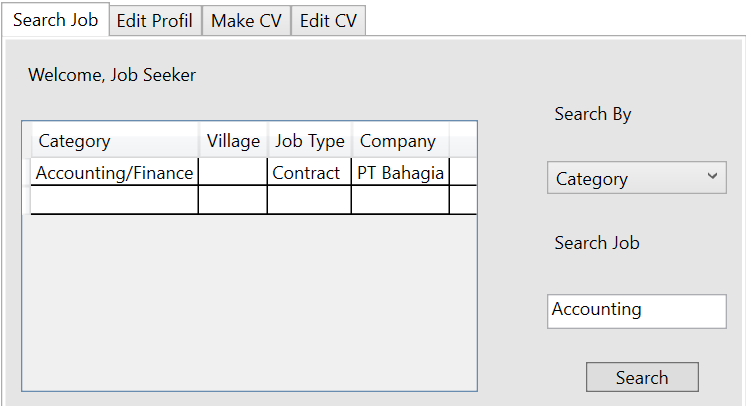 Search Job Edit Profil Make CV Edit CV
Welcome, Job Seeker
Category Village Job Type Company
Accounting/Finance Contract PT Bahagia
Search By
Category
Search Job
Accounting
Search